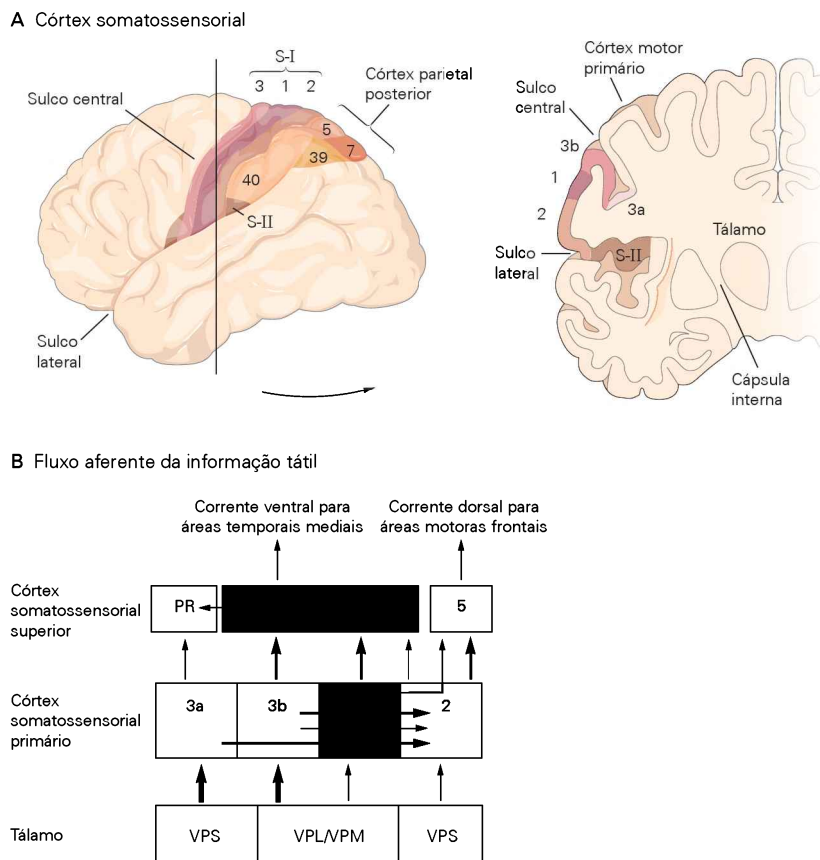 A Córtex somatossensorial
S-I
3 1 2
Córtex parietal
posterior
Sulco central
5
7
39
40
S-II
Sulco
lateral
Córtex motor
primário
Sulco
central
3b
1
3a
2
Tálamo
S-II
Sulco
lateral
Cápsula
interna
B Fluxo aferente da informação tátil
Corrente ventral para
áreas temporais mediais
Corrente dorsal para
áreas motoras frontais
Córtex
somatossensorial
superior
PR
5
Córtex
somatossensorial
primário
3a
3b
2
Tálamo
VPS
VPL/VPM
VPS